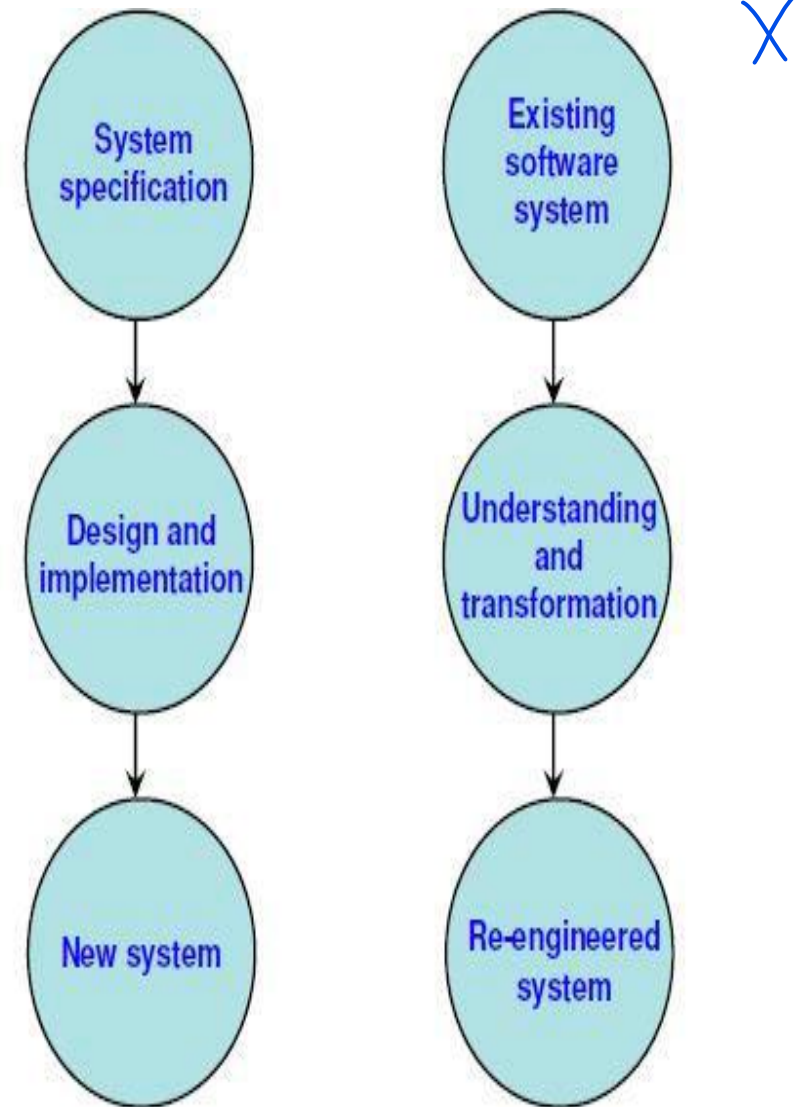 System
specification
Existing
software
system
Design and
implementation
Understanding
and
transformation
New system
Re-engineered
system
X